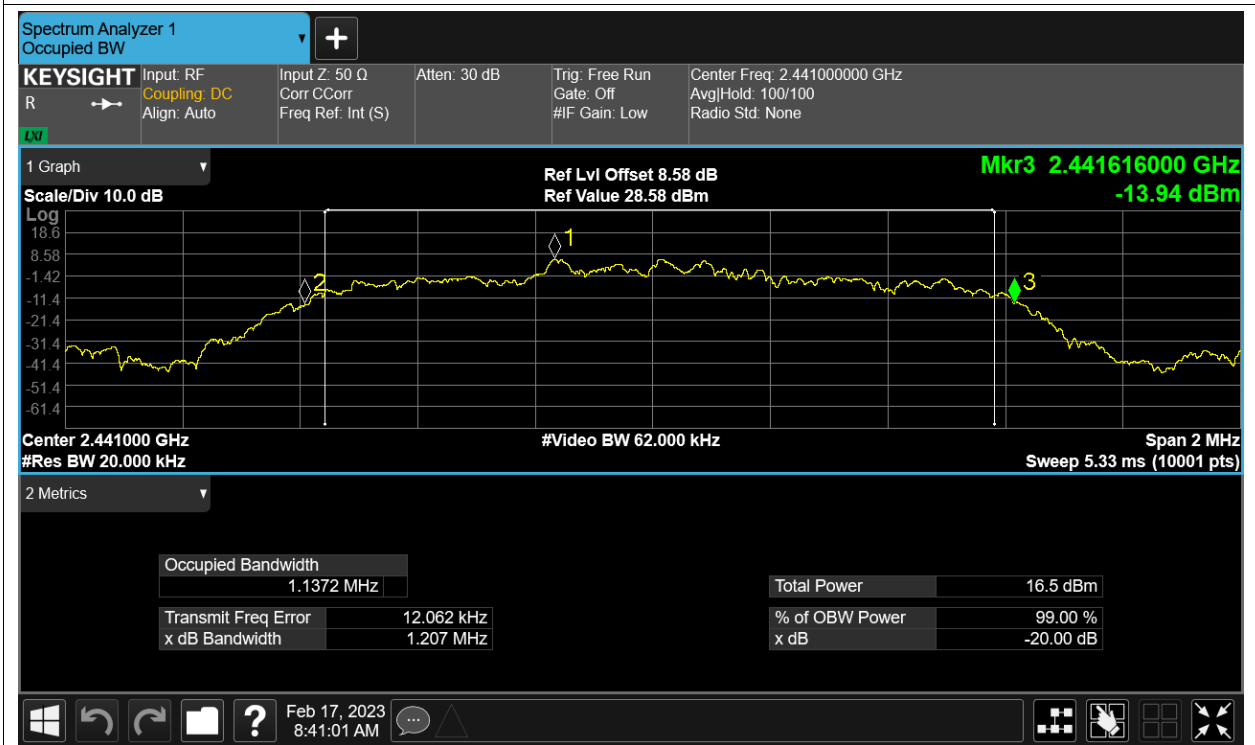 Spectrum Analyzer 1
Occupied BW
+
KEYSIGHT Input: RF Input Z: 50 Ω Atten: 30 dB Trig: Free Run Center Freq: 2.441000000 GHz
R Coupling: DC Corr CCorr Gate: Off Avg|Hold: 100/100
Align: Auto Freq Ref: Int (S) #IF Gain: Low Radio Std: None
LXI
1 Graph Ref Lvl Offset 8.58 dB Mkr3 2.441616000 GHz
Scale/Div 10.0 dB Ref Value 28.58 dBm -13.94 dBm
Log
18.6
8.58
-1.42
-11.4
-21.4
-31.4
-41.4
-51.4
-61.4
1
2
3
Center 2.441000 GHz #Video BW 62.000 kHz Span 2 MHz
#Res BW 20.000 kHz Sweep 5.33 ms (10001 pts)
2 Metrics
Occupied Bandwidth
1.1372 MHz Total Power 16.5 dBm
Transmit Freq Error 12.062 kHz % of OBW Power 99.00 %
x dB Bandwidth 1.207 MHz x dB -20.00 dB
? Feb 17, 2023
8:41:01 AM